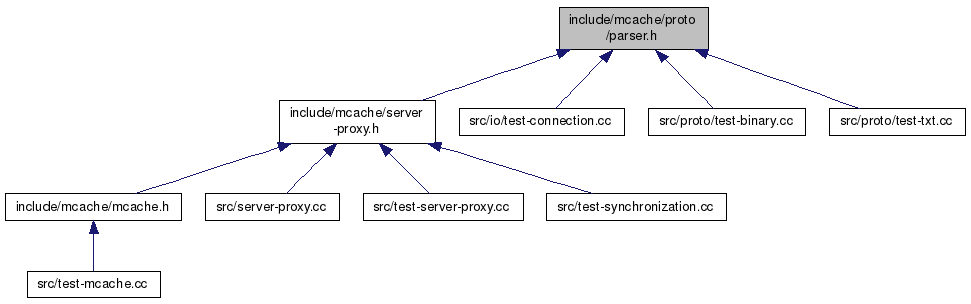 include/mcache/proto
/parser.h
include/mcache/server
-proxy.h
src/io/test-connection.cc
src/proto/test-binary.cc
src/proto/test-txt.cc
include/mcache/mcache.h
src/server-proxy.cc
src/test-server-proxy.cc
src/test-synchronization.cc
src/test-mcache.cc